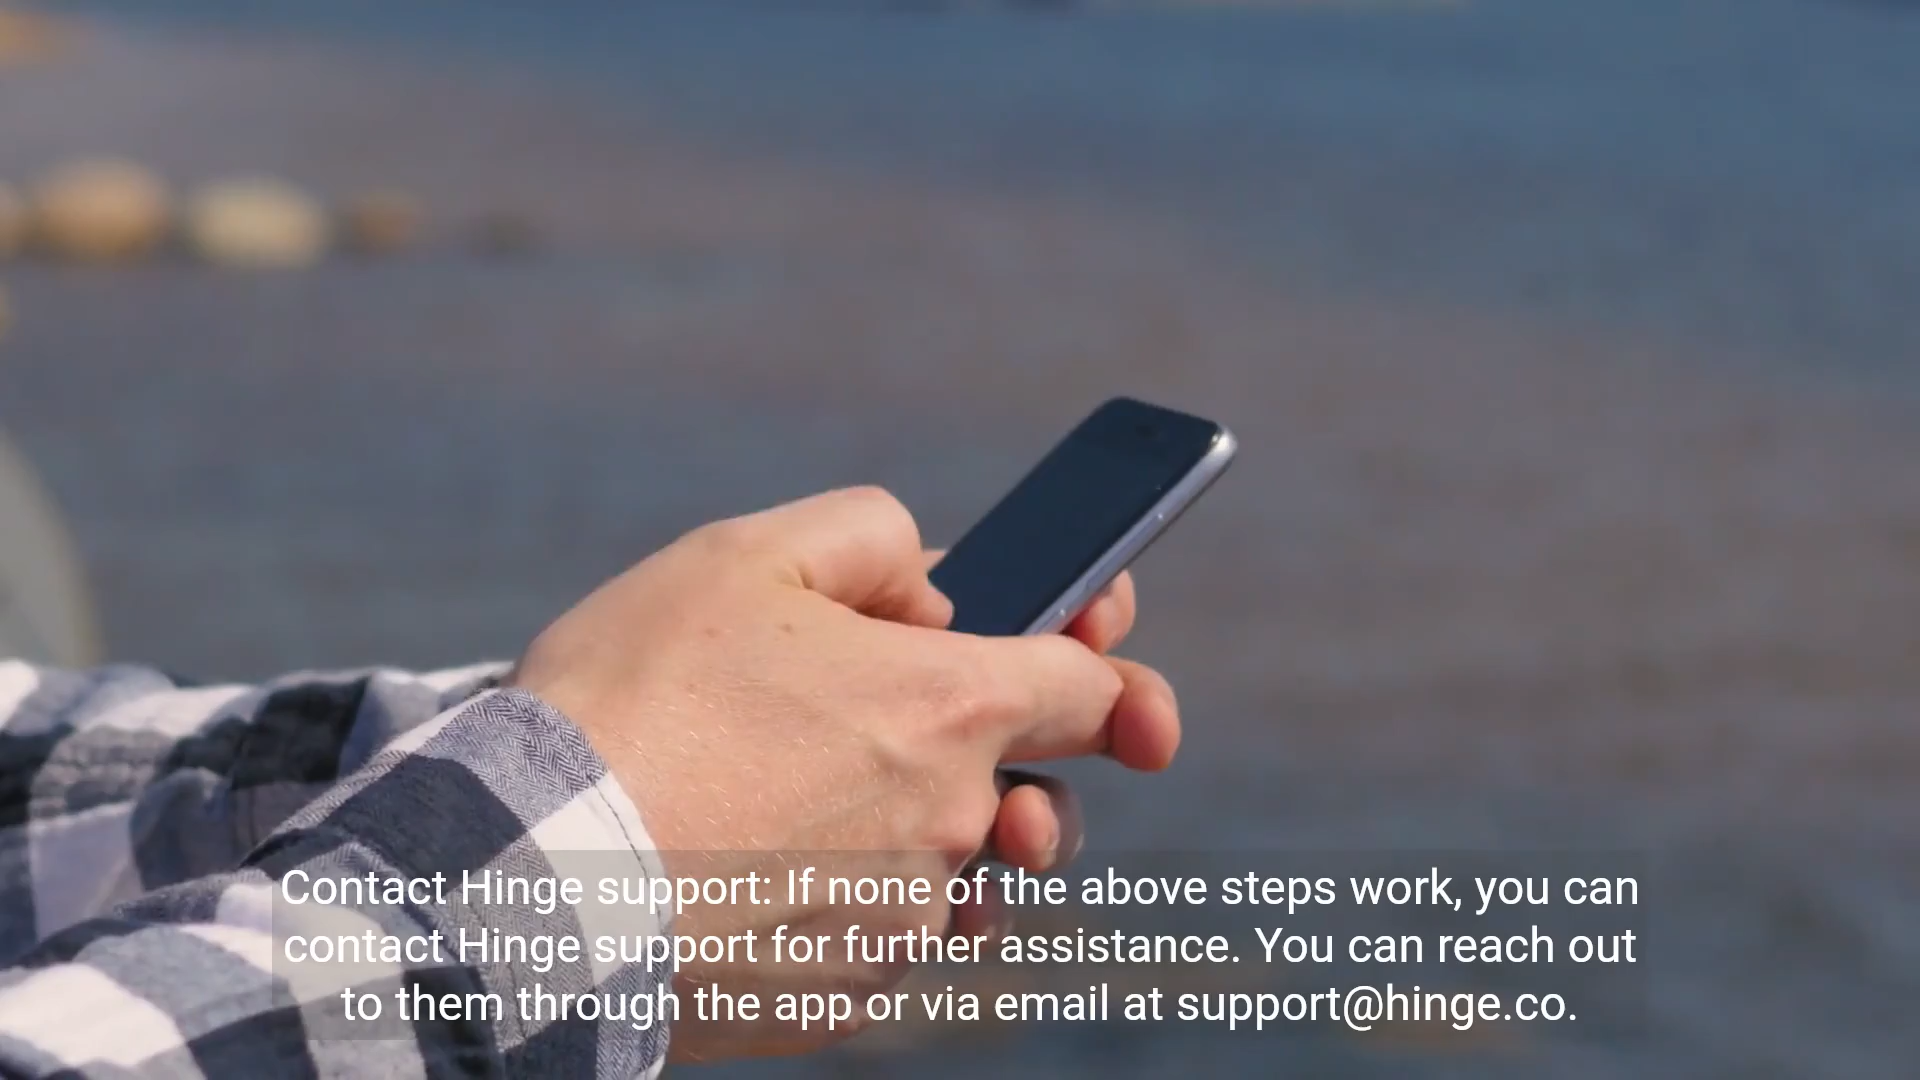 Contact Hinge support: If none of the above steps work, you can
contact Hinge support for further assistance. You can reach out
to them through the app or via email at support@hinge.co.